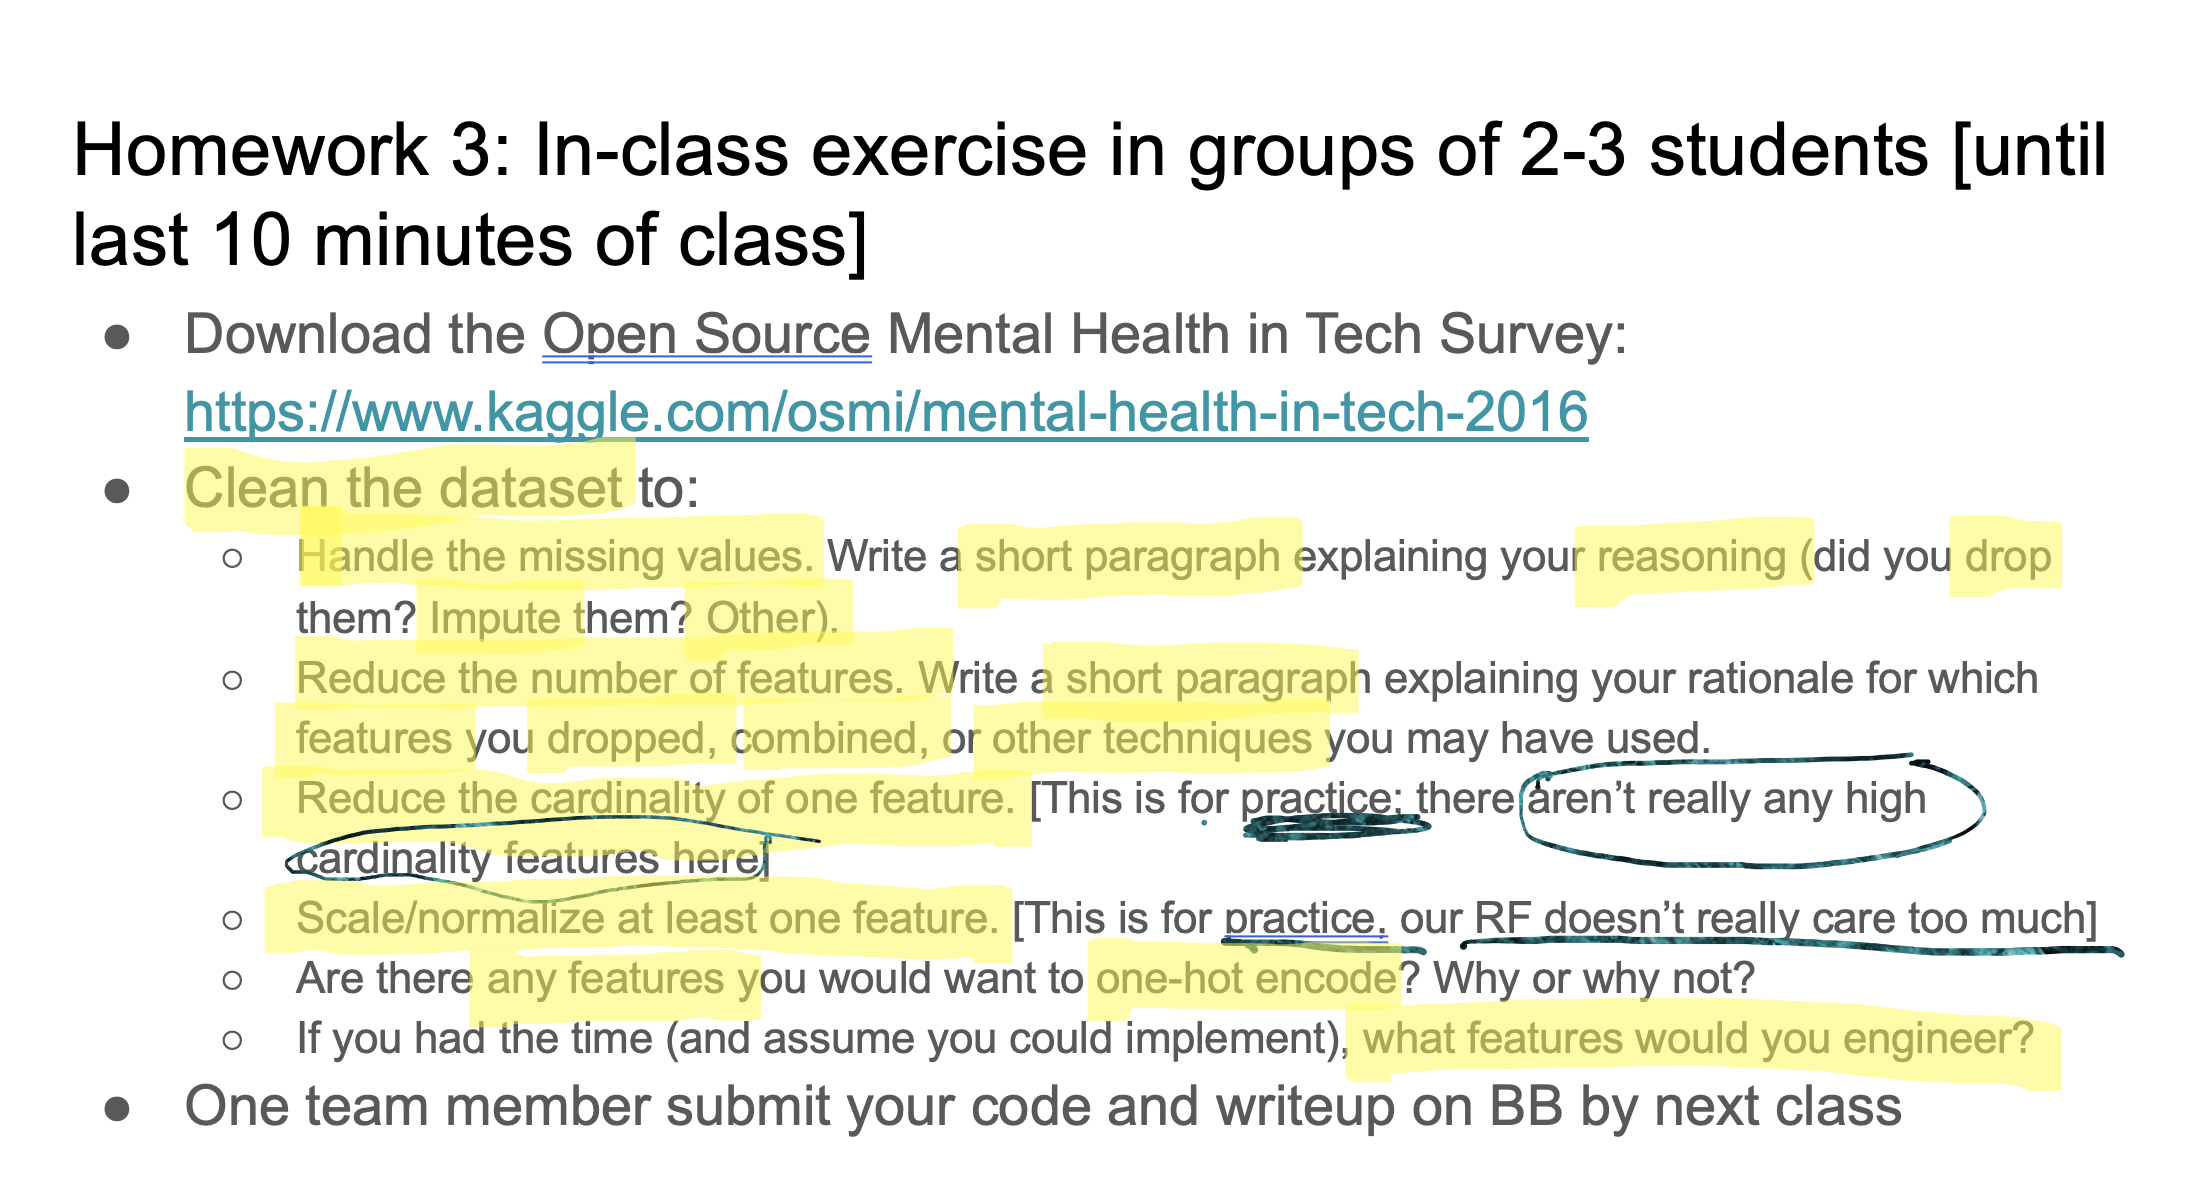 Homework 3: In-class exercise in groups of 2-3 students [until
last 10 minutes of class]
● Download the Open Source Mental Health in Tech Survey:
https://www.kaggle.com/osmi/mental-health-in-tech-2016
● Clean the dataset to:
○ Handle the missing values. Write a short paragraph explaining your reasoning (did you drop
them? Impute them? Other).
○ Reduce the number of features. Write a short paragraph explaining your rationale for which
features you dropped, combined, or other techniques you may have used.
○ Reduce the cardinality of one feature. [This is for practice; there aren’t really any high
cardinality features here]
○ Scale/normalize at least one feature. [This is for practice. our RF doesn’t really care too much]
○ Are there any features you would want to one-hot encode? Why or why not?
○ If you had the time (and assume you could implement), what features would you engineer?
● One team member submit your code and writeup on BB by next class